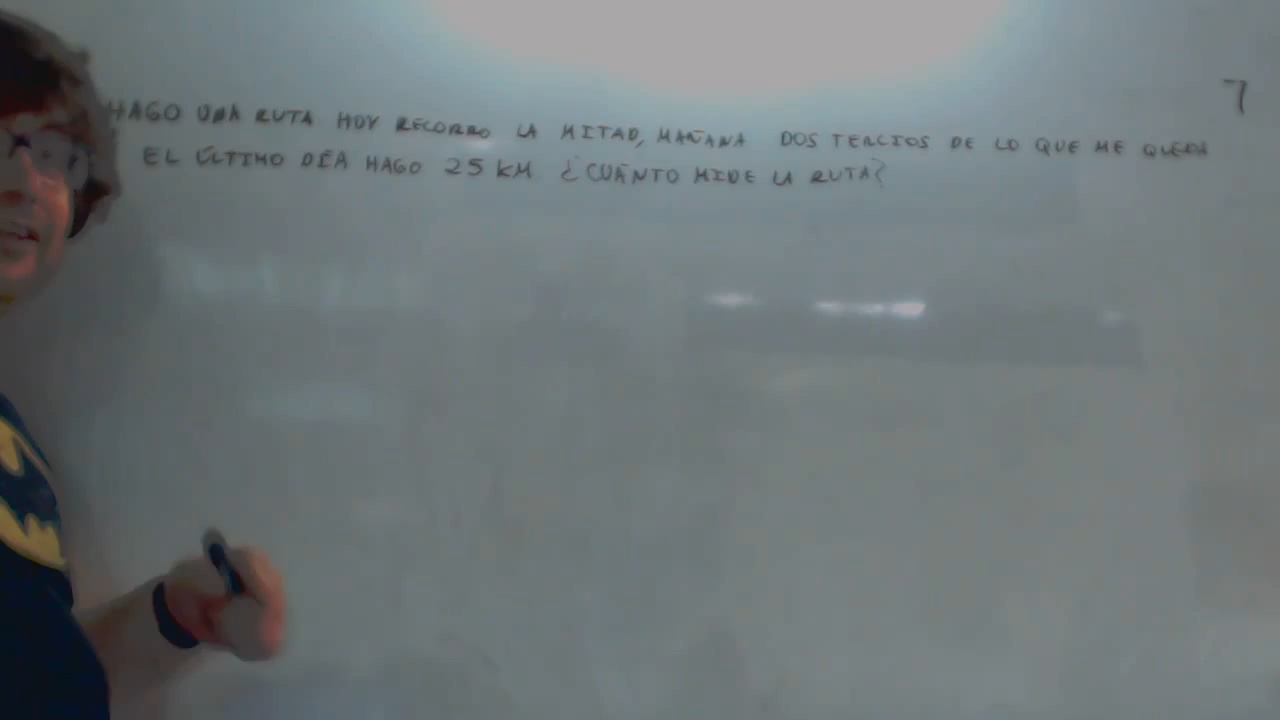 7
HAGO UNA RUTA HOY RECORRO LA MITAD, MAÑANA DOS TERCIOS DE LO QUE ME QUEDA
EL ÚLTIMO DÍA HAGO 25 KM ¿CUÁNTO MIDE LA RUTA?